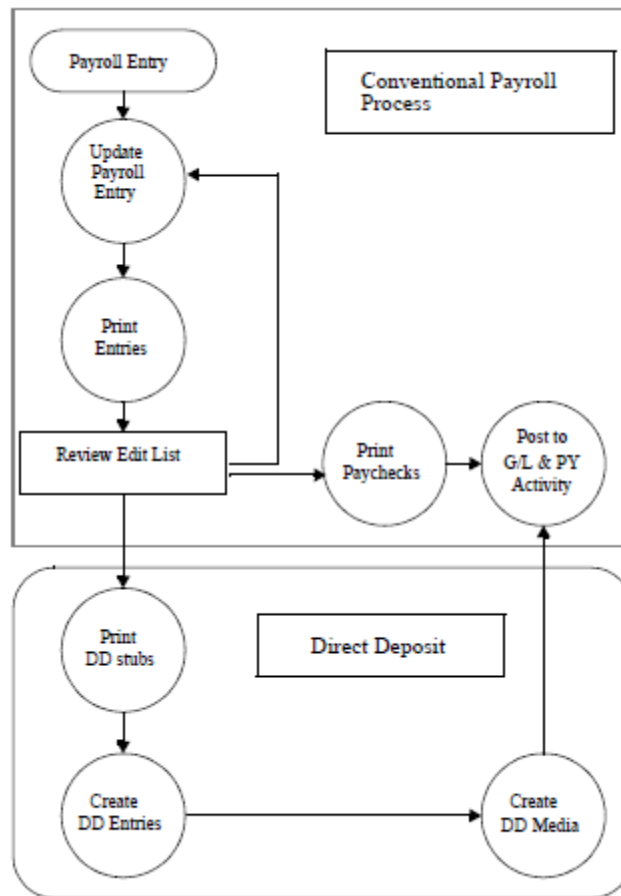 Payroll Entry
Conventional Payroll
Process
Update
Payroll
Entry
Print
Entries
Review Edit List
Print
Paychecks
Post to
G/L & PY
Activity
Print
DD stubs
Direct Deposit
Create
DD Entries
Create
DD Media